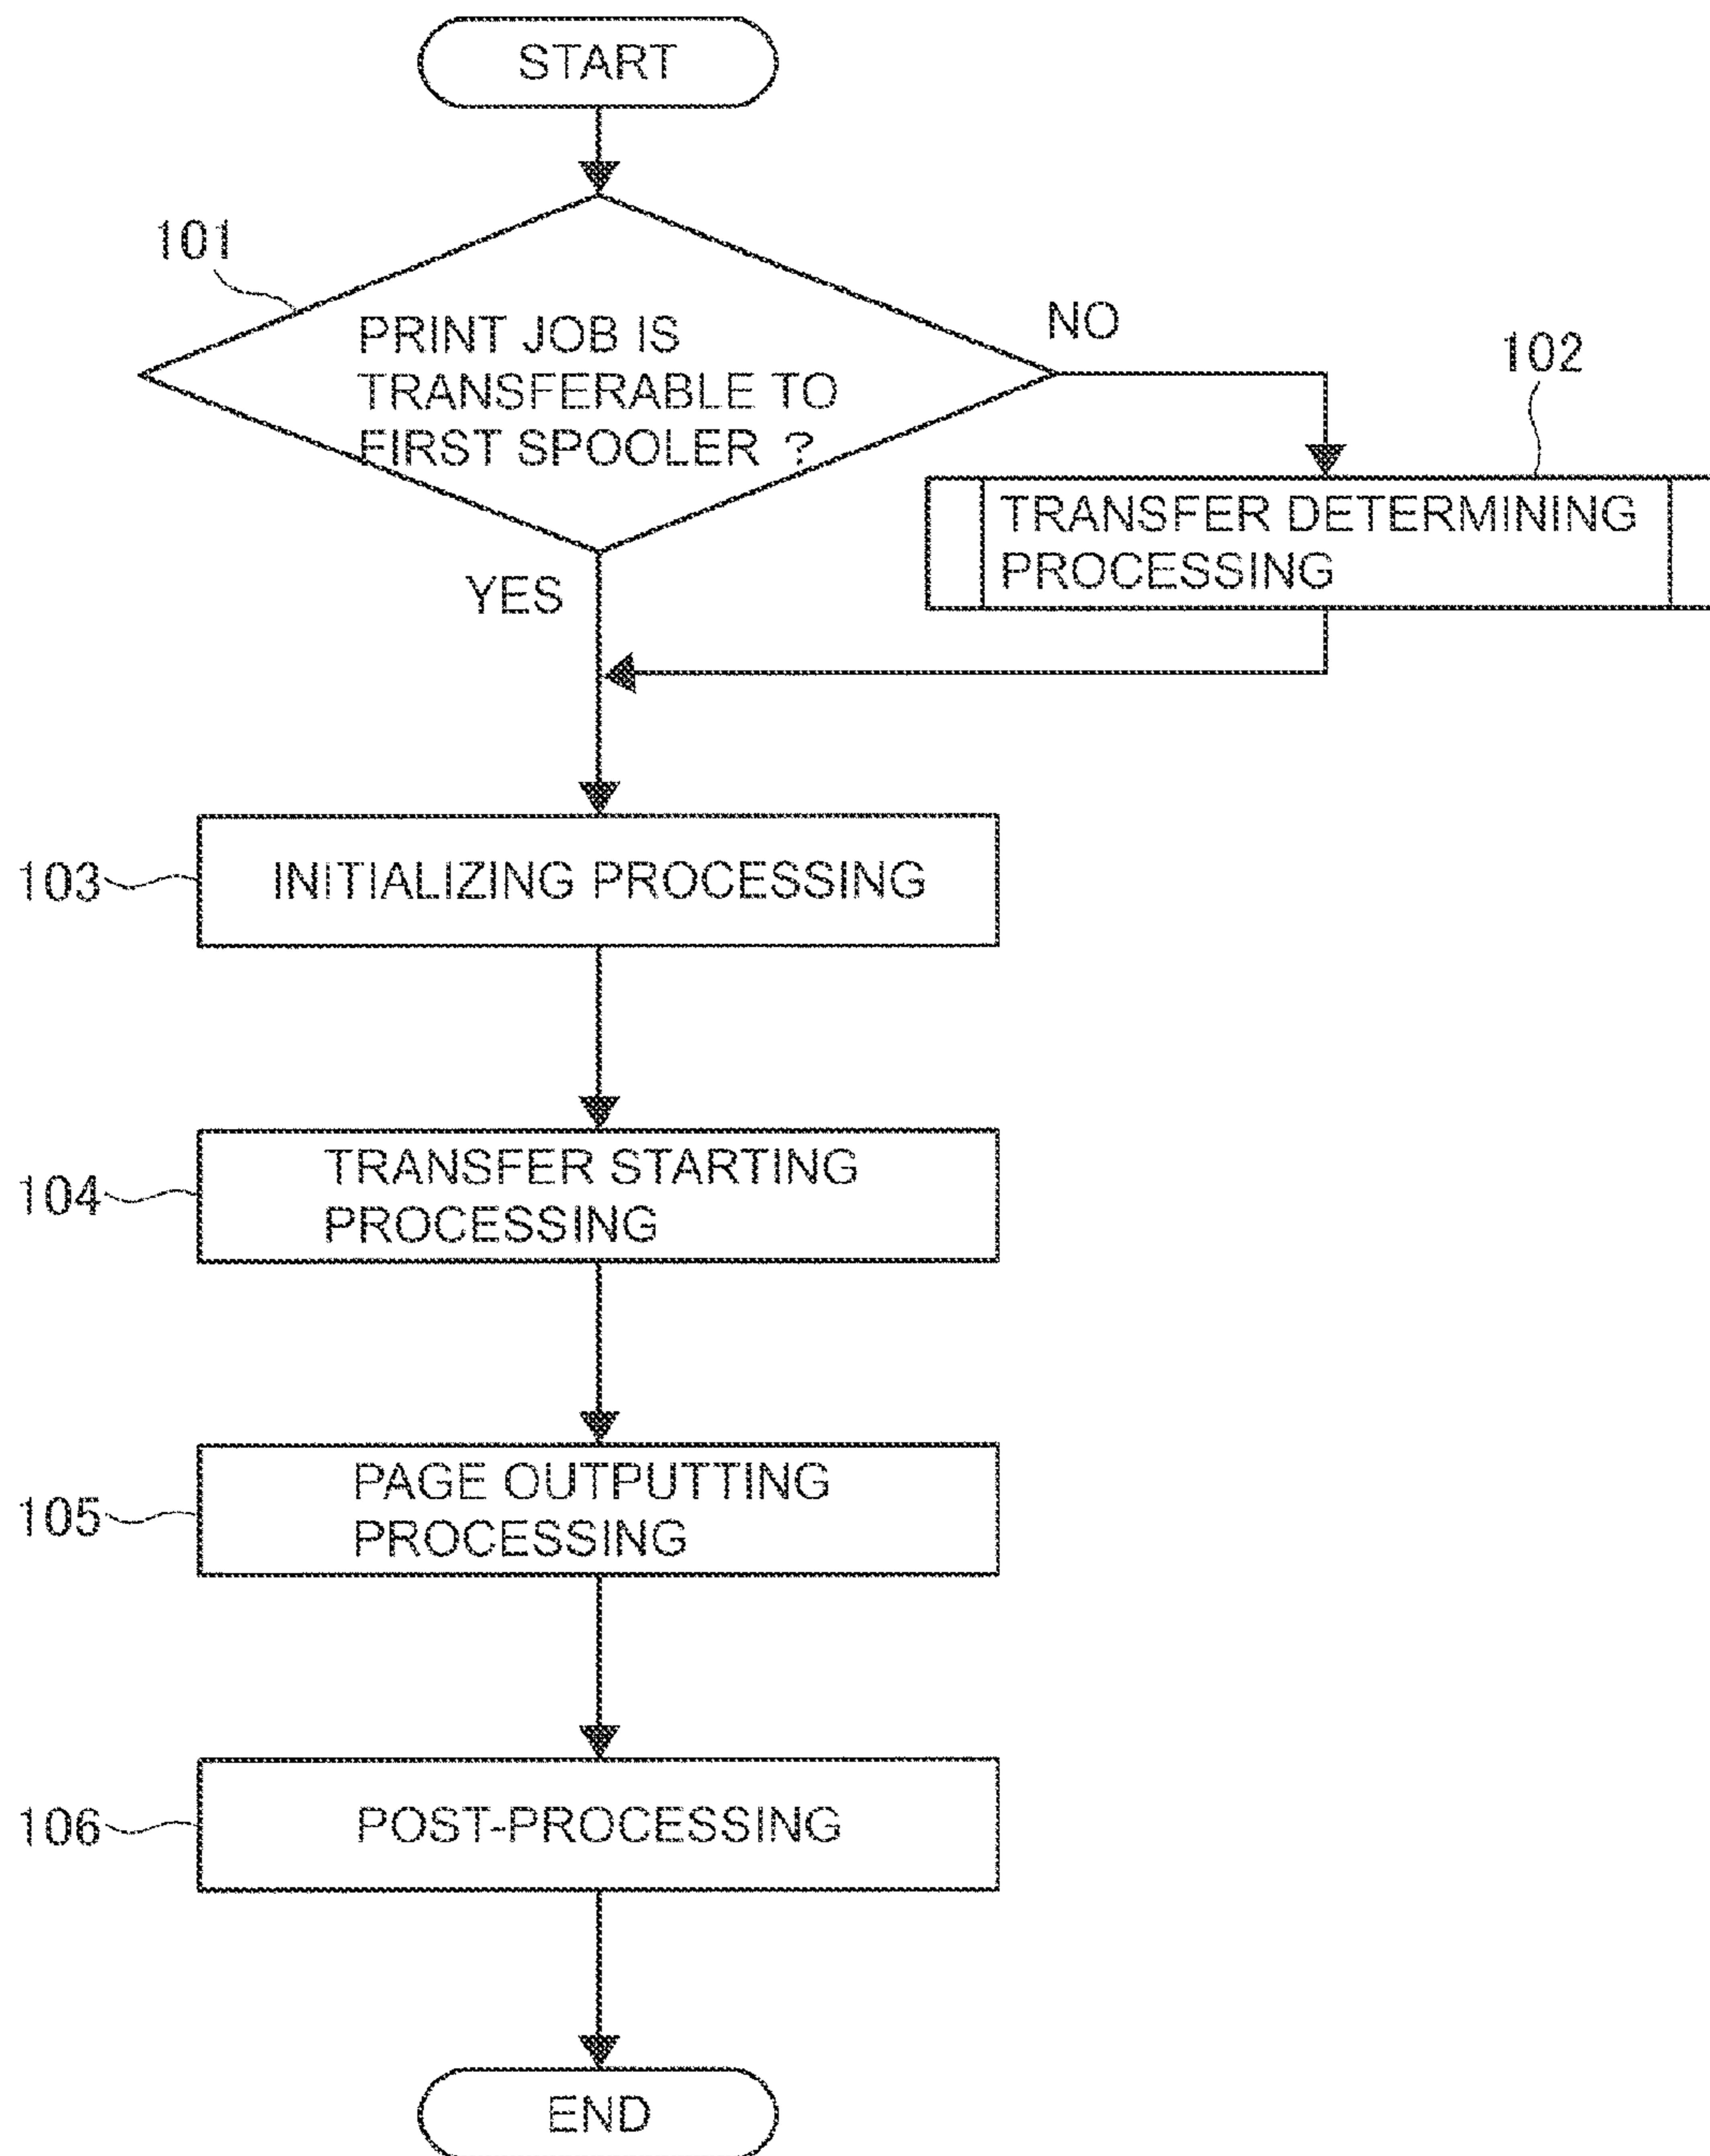 START
101
PRINT JOB IS
TRANSFERABLE TO
FIRST SPOOLER ?
NO
102
TRANSFER DETERMINING
PROCESSING
YES
103
INITIALIZING PROCESSING
104
TRANSFER STARTING
PROCESSING
105
PAGE OUTPUTTING
PROCESSING
106
POST-PROCESSING
END